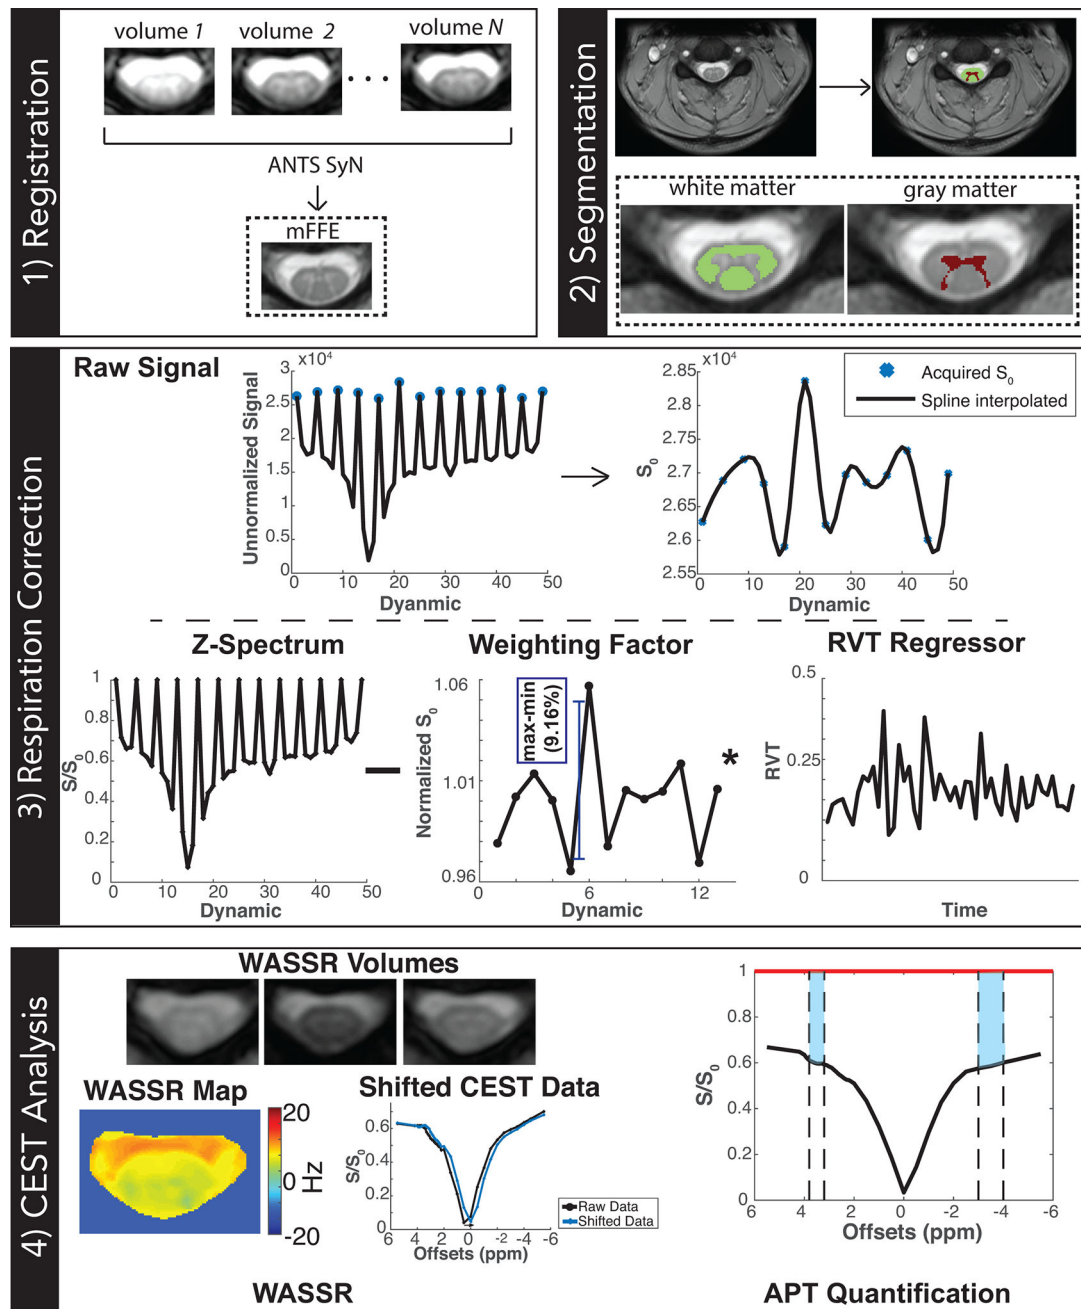 1) Registration
volume 1
volume 2
volume N
. . .
ANTS SyN
mFFE
2) Segmentation
white matter
gray matter
3) Respiration Correction
Raw Signal
x10⁴
3
2.5
2
1.5
1
0.5
0
Unnormalized Signal
0 10 20 30 40 50
Dyanmic
x10⁴
2.85
2.8
2.75
2.7
2.65
2.6
2.55
S₀
0 10 20 30 40 50
Dynamic
Acquired S₀
Spline interpolated
Z-Spectrum
1
0.8
0.6
0.4
0.2
0
S/S₀
0 10 20 30 40 50
Dynamic
Weighting Factor
1.06
1.01
0.96
Normalized S₀
max-min
(9.16%)
0 6 12
Dynamic
*
RVT Regressor
0.5
0.25
0
RVT
Time
4) CEST Analysis
WASSR Volumes
WASSR Map
20
0
-20
Hz
Shifted CEST Data
0.6
0.4
0.2
0
S/S₀
6 4 2 0 -2 -4 -6
Offsets (ppm)
Raw Data
Shifted Data
WASSR
1
0.8
0.6
0.4
0.2
0
S/S₀
6 4 2 0 -2 -4 -6
Offsets (ppm)
APT Quantification